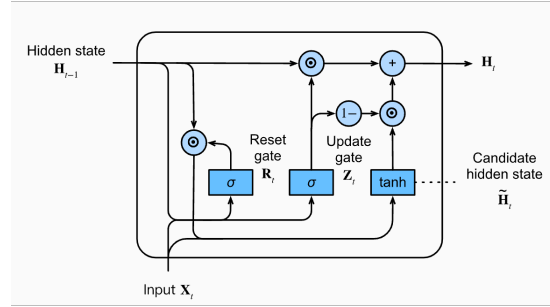 Hidden state
H_{t−1}
H_t
1−
Reset
gate
R_t
Update
gate
Z_t
σ
σ
tanh
Candidate
hidden state
H̃_t
Input X_t